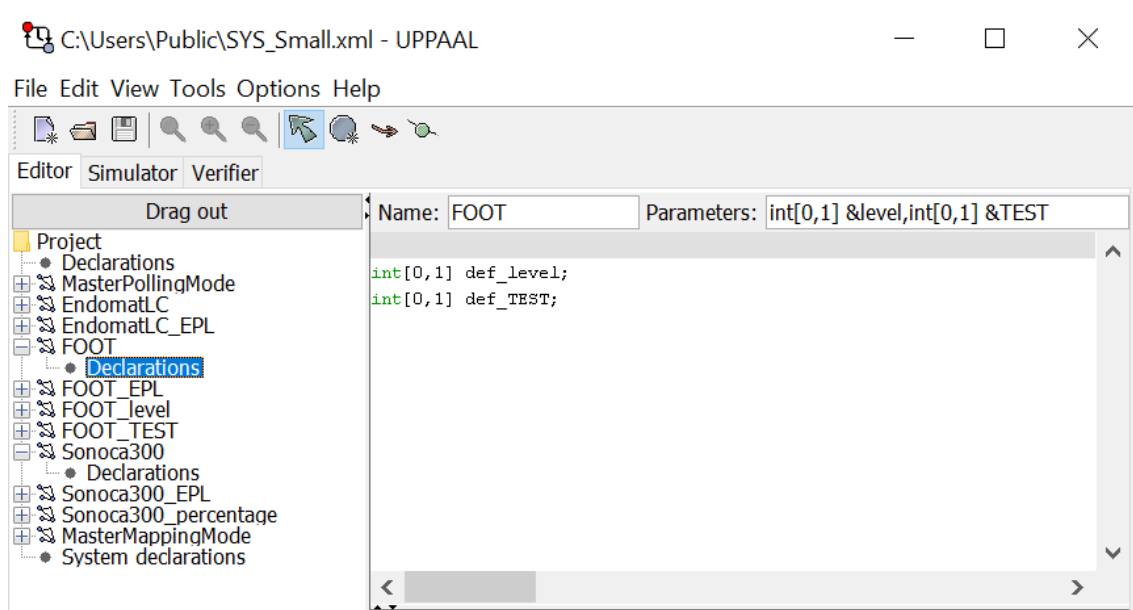 C:\Users\Public\SYS_Small.xml - UPPAAL
File Edit View Tools Options Help
Editor Simulator Verifier
Drag out
Name: FOOT Parameters: int[0,1] &level,int[0,1] &TEST
Project
Declarations
MasterPollingMode
EndomatLC
EndomatLC_EPL
FOOT
Declarations
FOOT_EPL
FOOT_level
FOOT_TEST
Sonoca300
Declarations
Sonoca300_EPL
Sonoca300_percentage
MasterMappingMode
System declarations
int[0,1] def_level;
int[0,1] def_TEST;